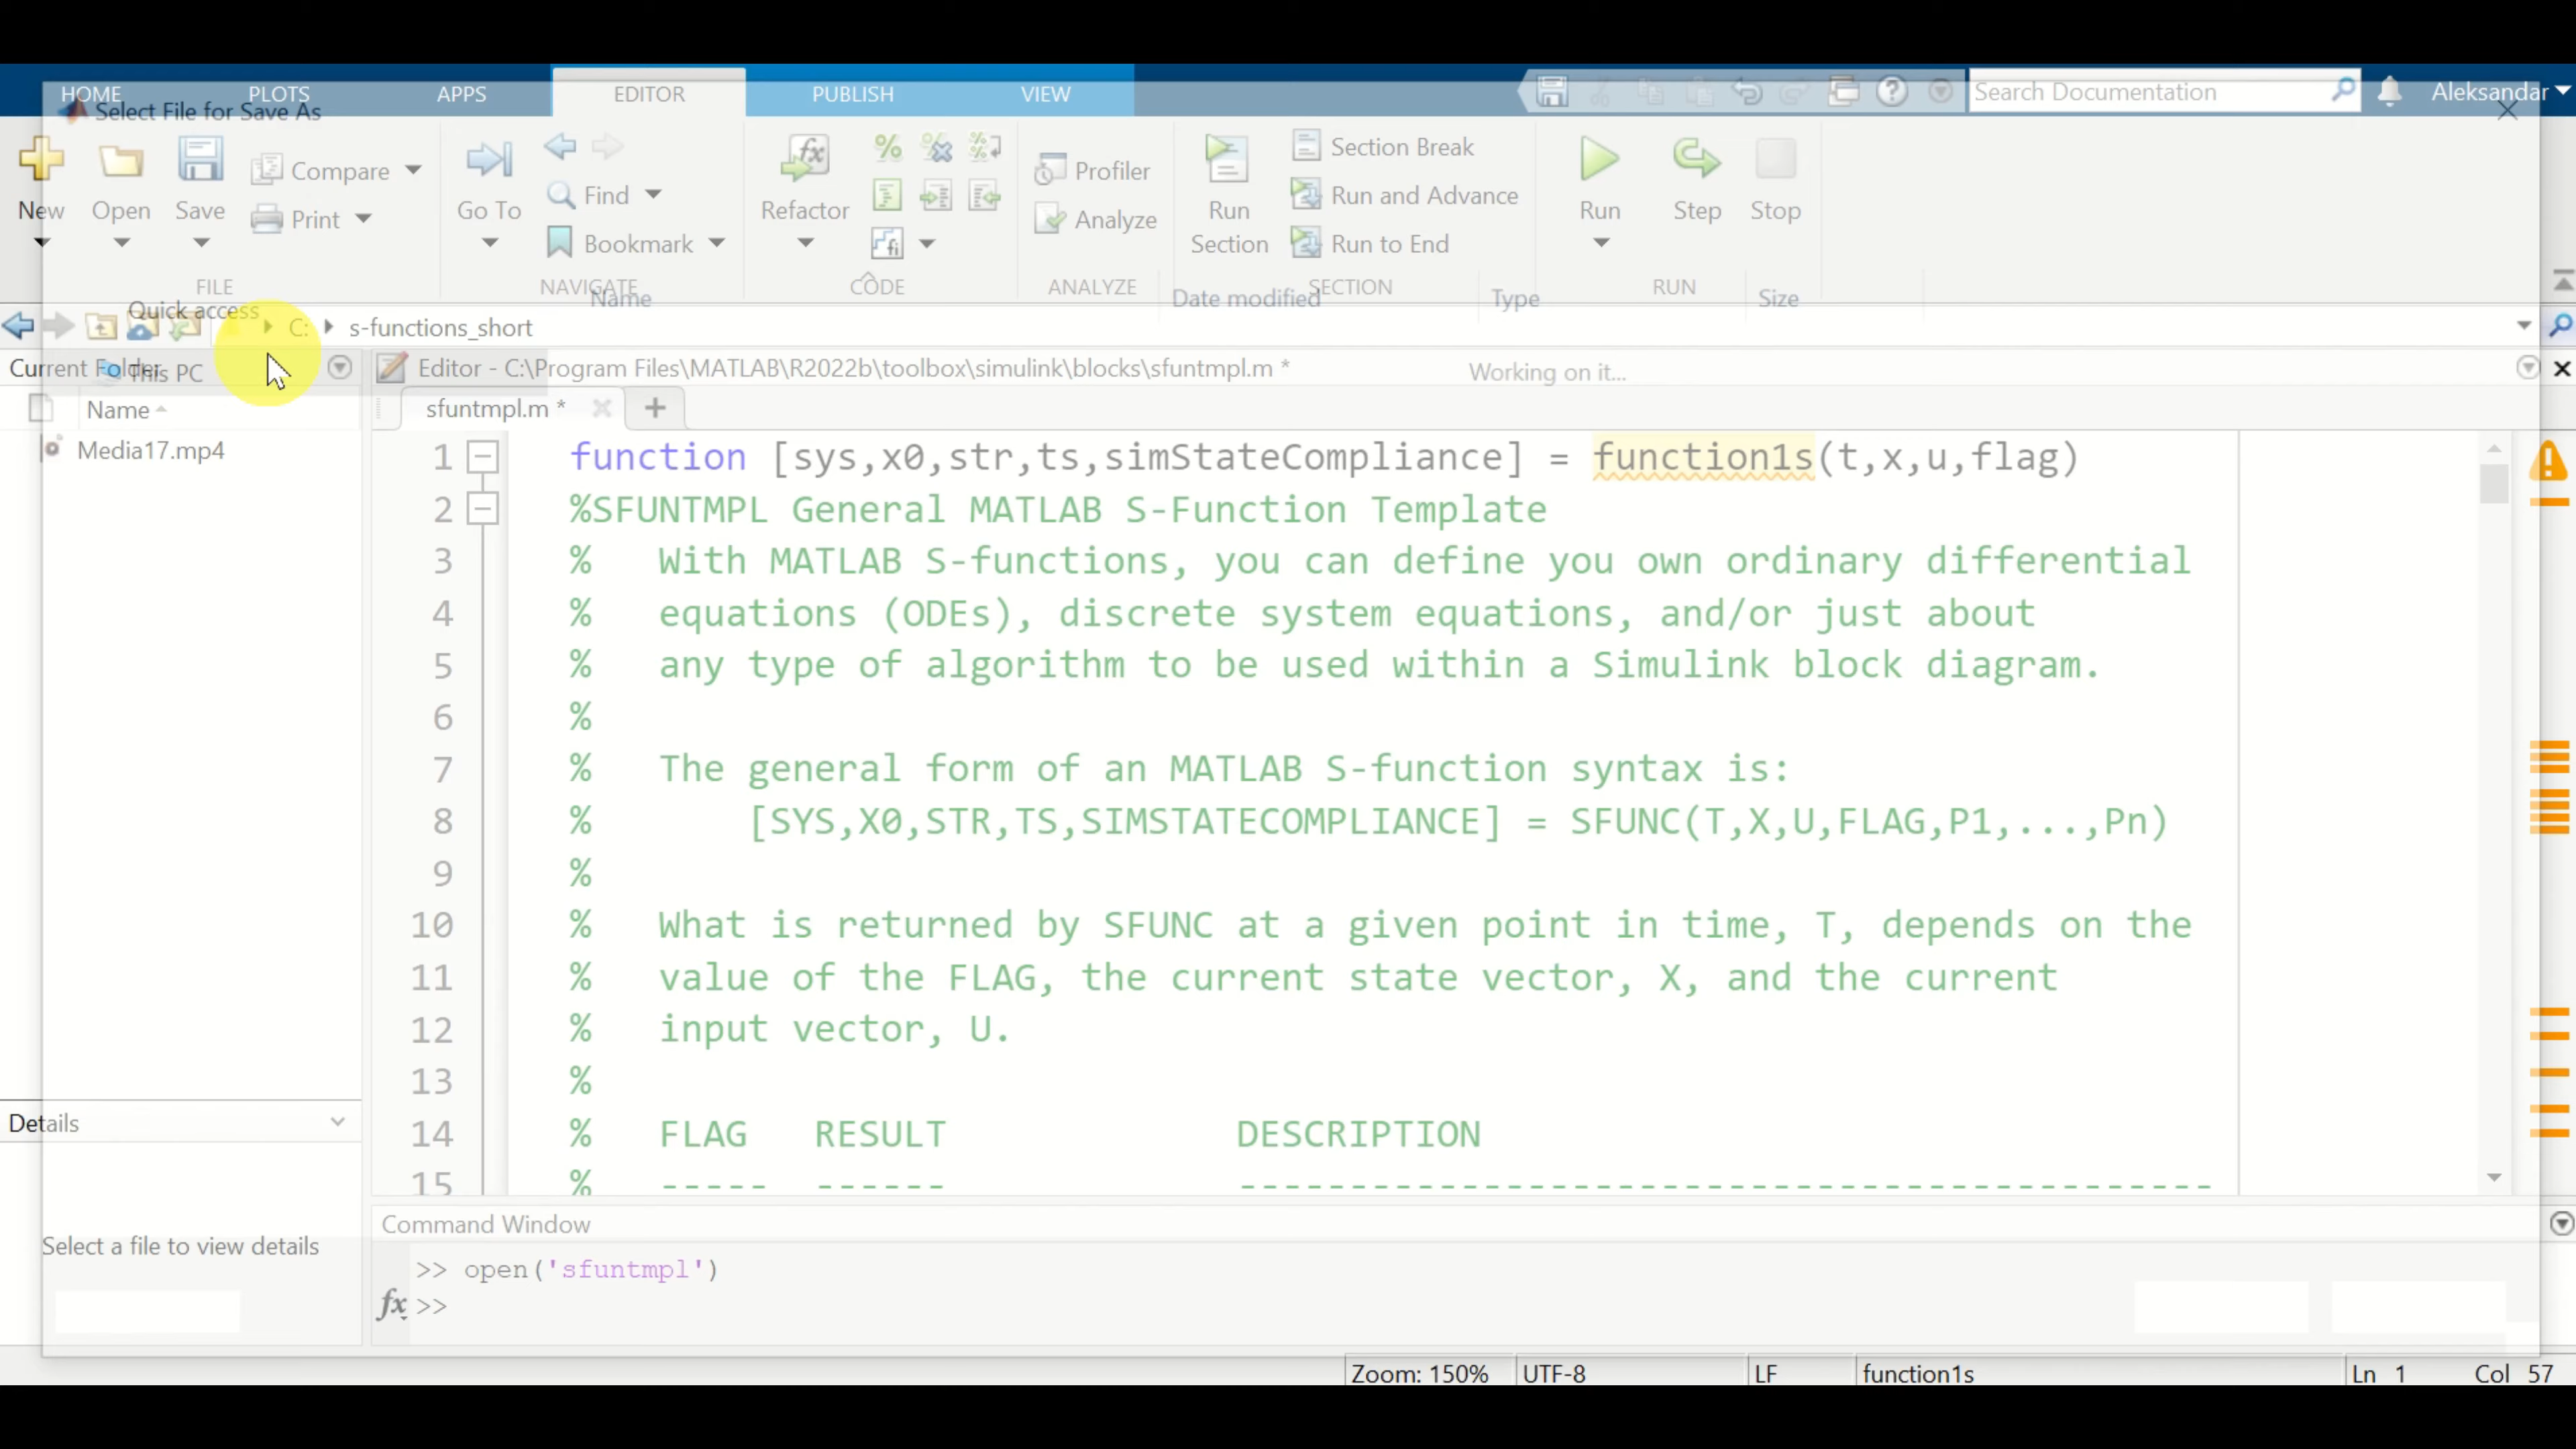 HOME PLOTS APPS EDITOR PUBLISH VIEW Search Documentation Aleksandar
Select File for Save As
New Open Save Compare Print Go To Find Bookmark Refactor Profiler Analyze Run Section Section Break Run and Advance Run to End Run Step Stop
FILE NAVIGATE CODE ANALYZE SECTION RUN
Name Date modified Type Size
Quick access
C: s-functions_short
Current Folder
This PC
Editor - C:\Program Files\MATLAB\R2022b\toolbox\simulink\blocks\sfuntmpl.m *
Working on it...
Name
sfuntmpl.m * +
Media17.mp4
1 function [sys,x0,str,ts,simStateCompliance] = function1s(t,x,u,flag)
2 %SFUNTMPL General MATLAB S-Function Template
3 % With MATLAB S-functions, you can define you own ordinary differential
4 % equations (ODEs), discrete system equations, and/or just about
5 % any type of algorithm to be used within a Simulink block diagram.
6 %
7 % The general form of an MATLAB S-function syntax is:
8 % [SYS,X0,STR,TS,SIMSTATECOMPLIANCE] = SFUNC(T,X,U,FLAG,P1,...,Pn)
9 %
10 % What is returned by SFUNC at a given point in time, T, depends on the
11 % value of the FLAG, the current state vector, X, and the current
12 % input vector, U.
13 %
14 % FLAG RESULT DESCRIPTION
15 % ----- ------ --------------------------------------------
Details
Select a file to view details
Command Window
>> open('sfuntmpl')
fx >>
Zoom: 150% UTF-8 LF function1s Ln 1 Col 57